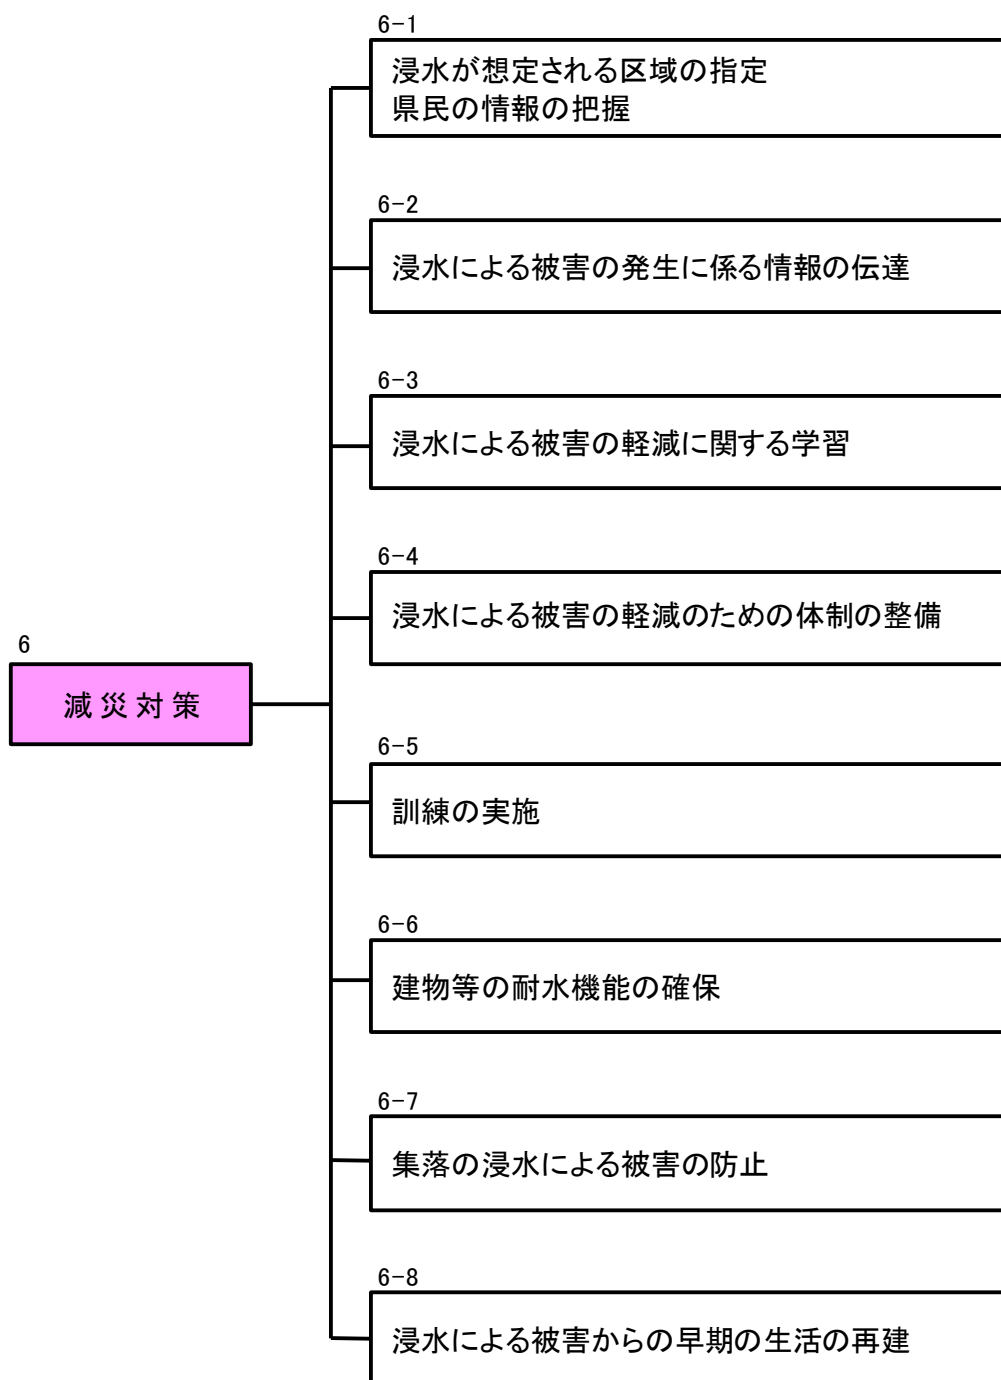 6-1
浸水が想定される区域の指定
県民の情報の把握
6-2
浸水による被害の発生に係る情報の伝達
6-3
浸水による被害の軽減に関する学習
6-4
浸水による被害の軽減のための体制の整備
6
減災対策
6-5
訓練の実施
6-6
建物等の耐水機能の確保
6-7
集落の浸水による被害の防止
6-8
浸水による被害からの早期の生活の再建